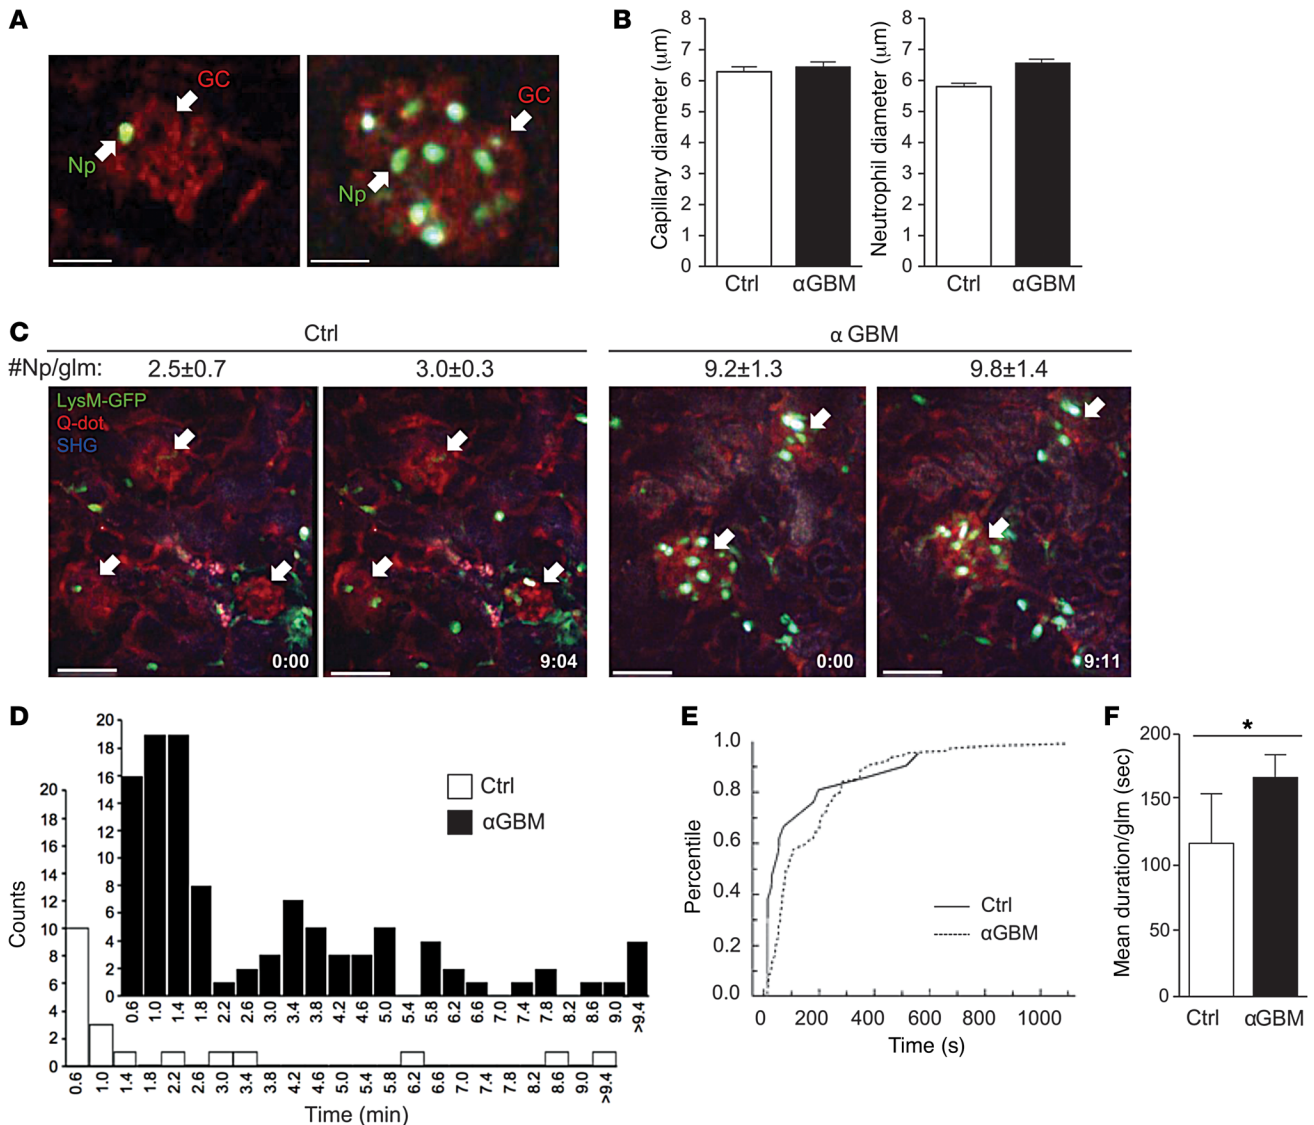 A
GC
Np
GC
Np
B
Capillary diameter (μm)
8
7
6
5
4
3
2
1
0
Ctrl
αGBM
Neutrophil diameter (μm)
8
7
6
5
4
3
2
1
0
Ctrl
αGBM
C
Ctrl
α GBM
#Np/glm:
2.5±0.7
3.0±0.3
9.2±1.3
9.8±1.4
LysM-GFP
Q-dot
SHG
0:00
9:04
0:00
9:11
D
Counts
20
18
16
14
12
10
8
6
4
2
0
0.6 1.0 1.4 1.8 2.2 2.6 3.0 3.4 3.8 4.2 4.6 5.0 5.4 5.8 6.2 6.6 7.0 7.4 7.8 8.2 8.6 9.0 >9.4
Ctrl
αGBM
20
18
16
14
12
10
8
6
4
2
0
0.6 1.0 1.4 1.8 2.2 2.6 3.0 3.4 3.8 4.2 4.6 5.0 5.4 5.8 6.2 6.6 7.0 7.4 7.8 8.2 8.6 9.0 >9.4
Time (min)
E
Percentile
1.0
0.8
0.6
0.4
0.2
0.0
Ctrl
αGBM
0 200 400 600 800 1000
Time (s)
F
Mean duration/glm (sec)
*
200
150
100
50
0
Ctrl
αGBM